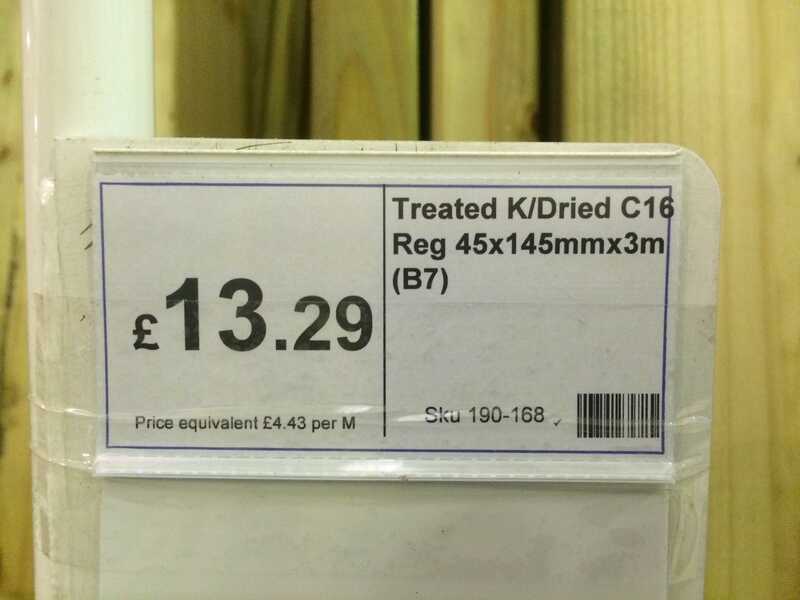 £13.29
Price equivalent £4.43 per M
Treated K/Dried C16
Reg 45x145mmx3m
(B7)
Sku 190-168